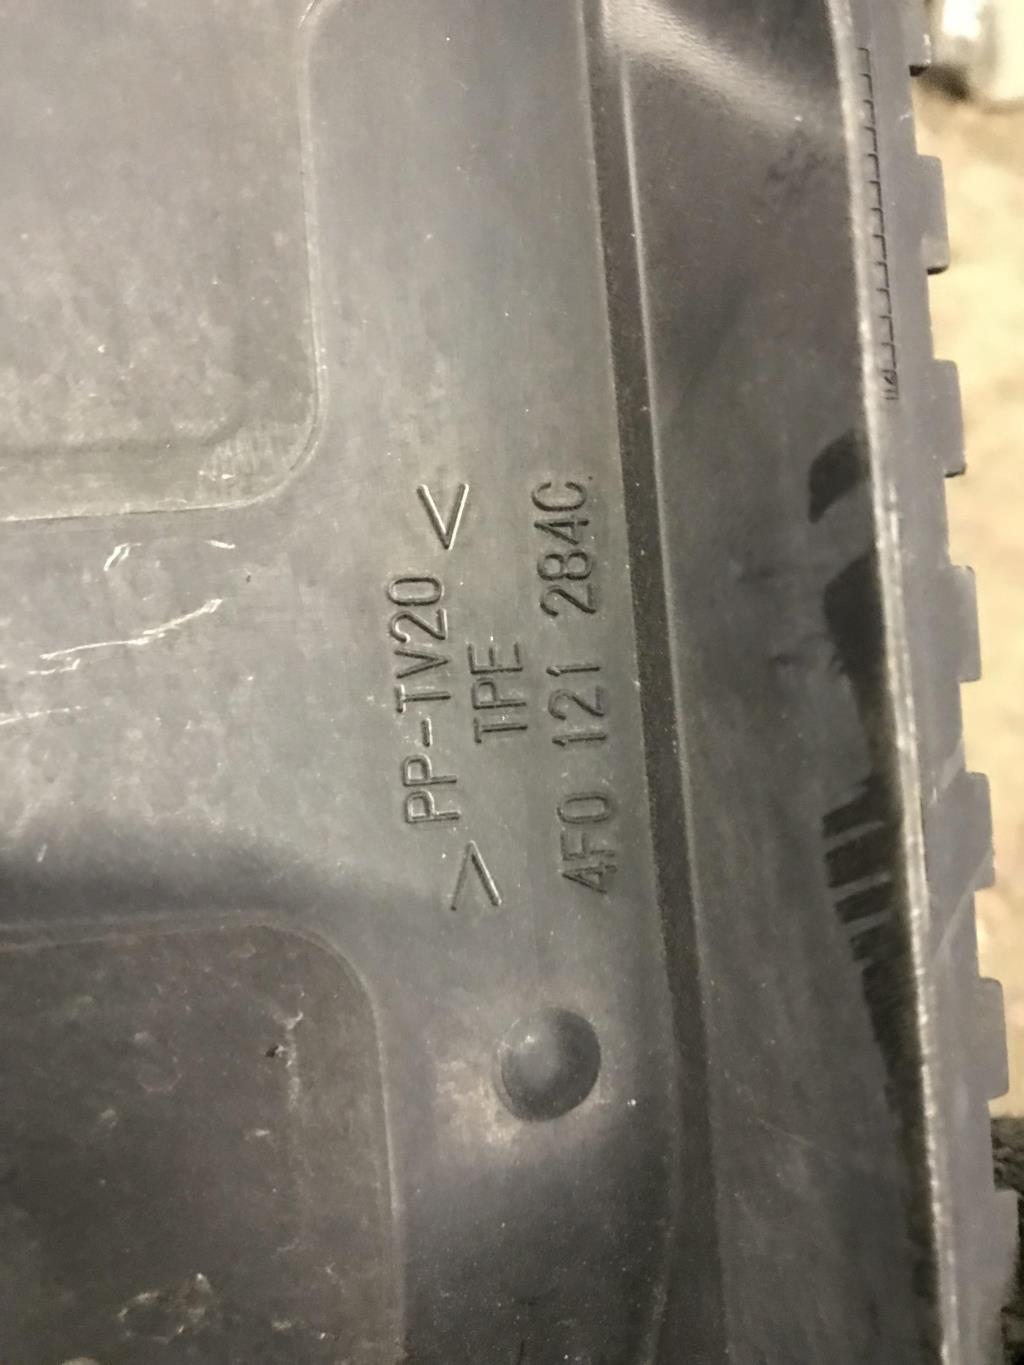 > PP-TV20 <
TPE
4F0 121 284C